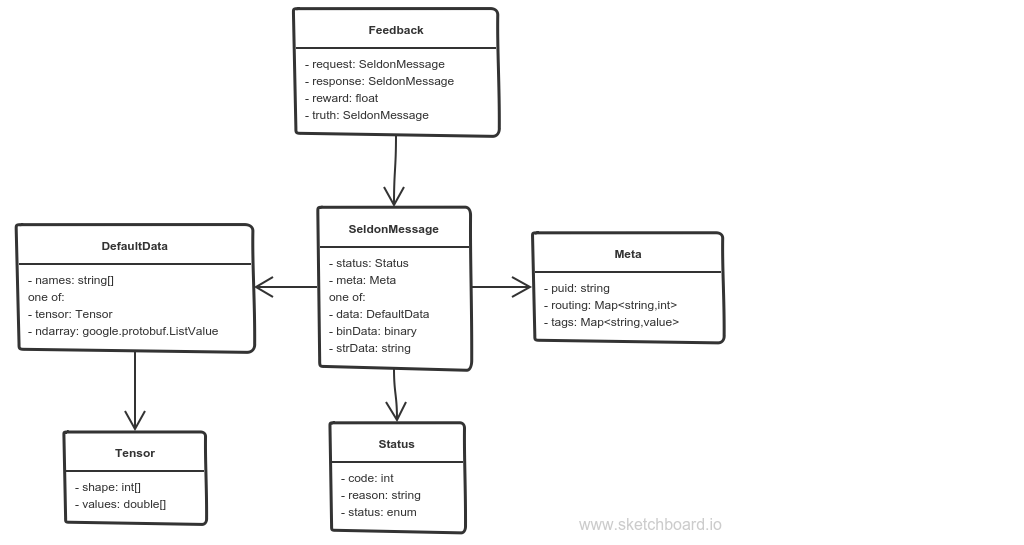 Feedback
- request: SeldonMessage
- response: SeldonMessage
- reward: float
- truth: SeldonMessage
DefaultData
- names: string[]
one of:
- tensor: Tensor
- ndarray: google.protobuf.ListValue
SeldonMessage
- status: Status
- meta: Meta
one of:
- data: DefaultData
- binData: binary
- strData: string
Meta
- puid: string
- routing: Map<string,int>
- tags: Map<string,value>
Tensor
- shape: int[]
- values: double[]
Status
- code: int
- reason: string
- status: enum
www.sketchboard.io